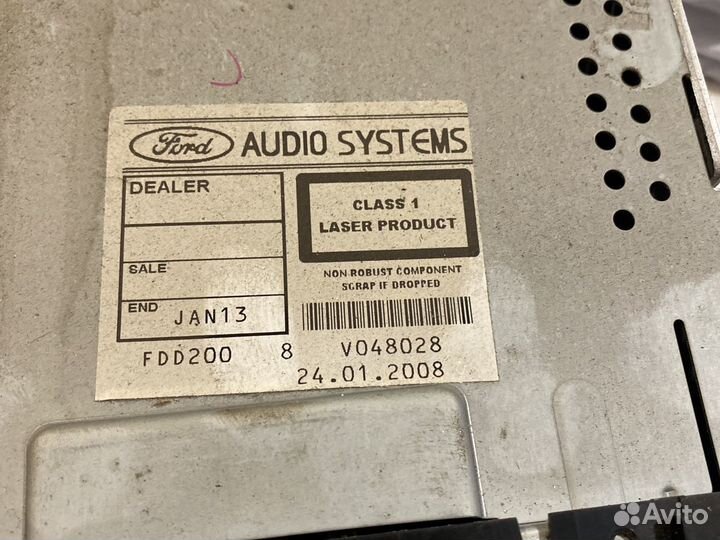 Ford AUDIO SYSTEMS
DEALER
SALE
END JAN13
CLASS 1
LASER PRODUCT
NON ROBUST COMPONENT
SCRAP IF DROPPED
FDD200 8 V048028
24.01.2008
Avito